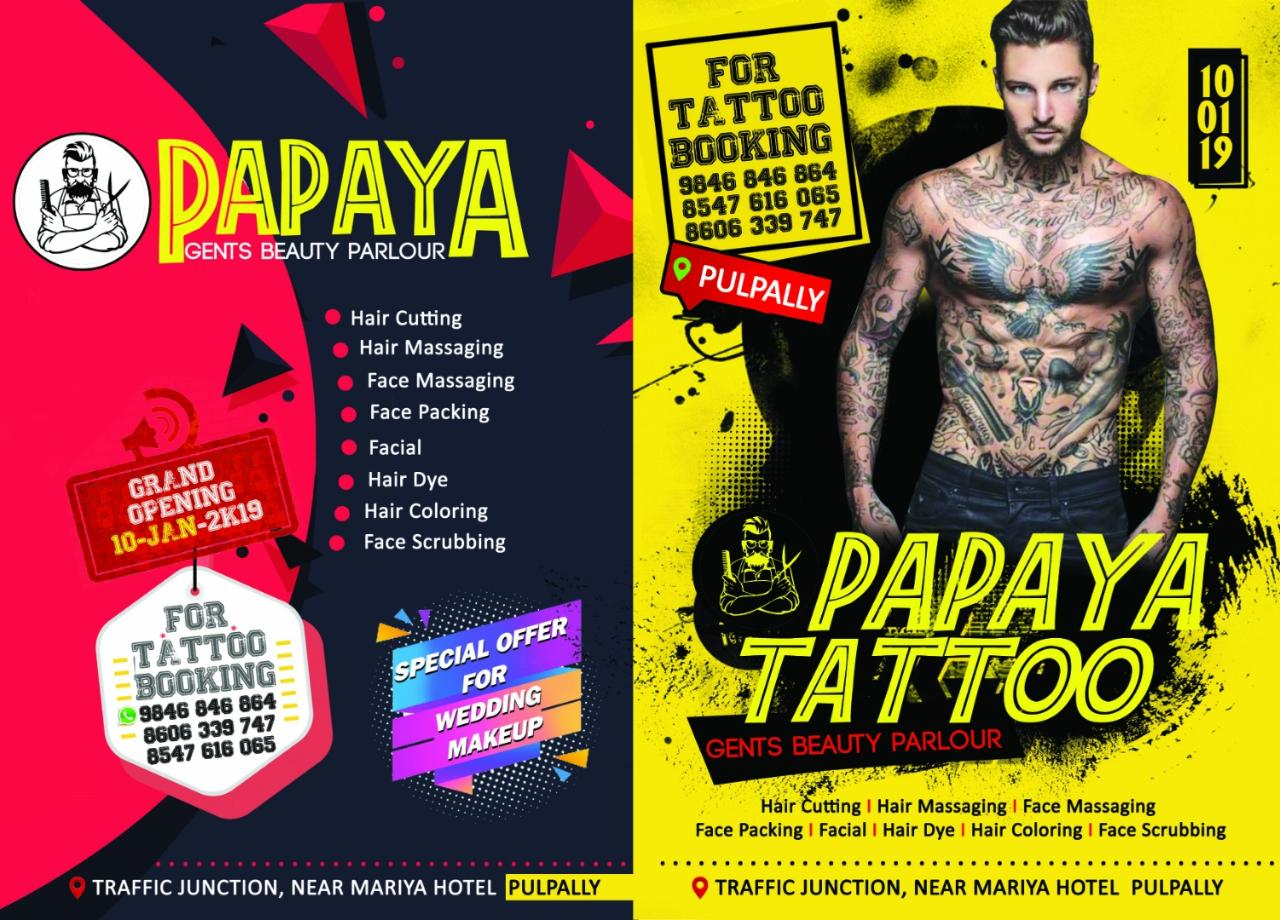 PAPAYA
GENTS BEAUTY PARLOUR
Hair Cutting
Hair Massaging
Face Massaging
Face Packing
Facial
Hair Dye
Hair Coloring
Face Scrubbing
GRAND
OPENING
10-JAN-2K19
FOR
TATTOO
BOOKING
9846 846 864
8606 339 747
8547 616 065
SPECIAL OFFER
FOR
WEDDING
MAKEUP
TRAFFIC JUNCTION, NEAR MARIYA HOTEL PULPALLY
FOR
TATTOO
BOOKING
9846 846 864
8547 616 065
8606 339 747
PULPALLY
10
01
19
PAPAYA
TATTOO
GENTS BEAUTY PARLOUR
Hair Cutting I Hair Massaging I Face Massaging
Face Packing I Facial I Hair Dye I Hair Coloring I Face Scrubbing
TRAFFIC JUNCTION, NEAR MARIYA HOTEL PULPALLY